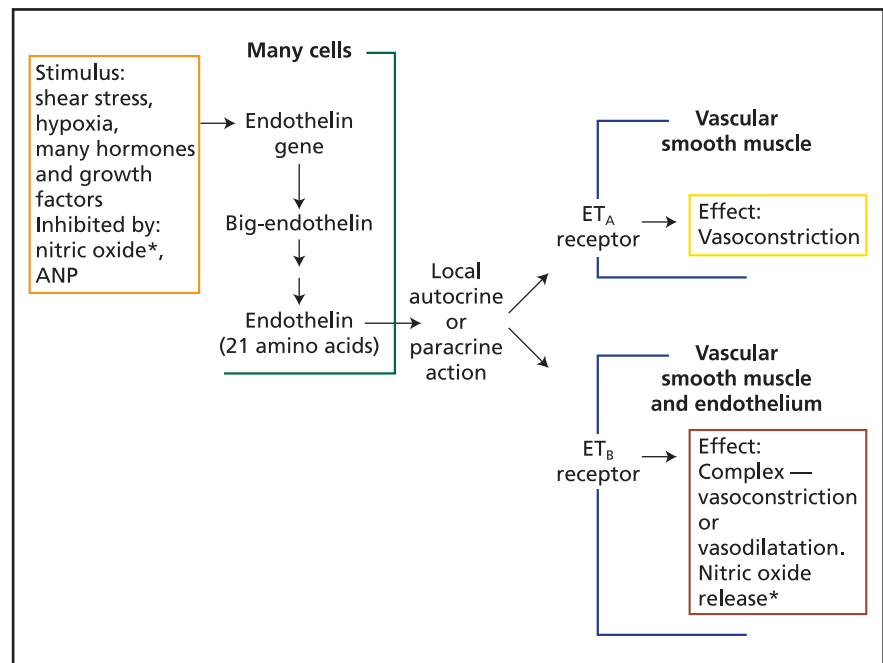 Many cells
Stimulus:
shear stress,
hypoxia,
many hormones
and growth
factors
Inhibited by:
nitric oxide*,
ANP
Endothelin
gene
Big-endothelin
Endothelin
(21 amino acids)
Local
autocrine
or
paracrine
action
Vascular
smooth muscle
ETA
receptor
Effect:
Vasoconstriction
Vascular
smooth muscle
and endothelium
ETB
receptor
Effect:
Complex —
vasoconstriction
or
vasodilatation.
Nitric oxide
release*